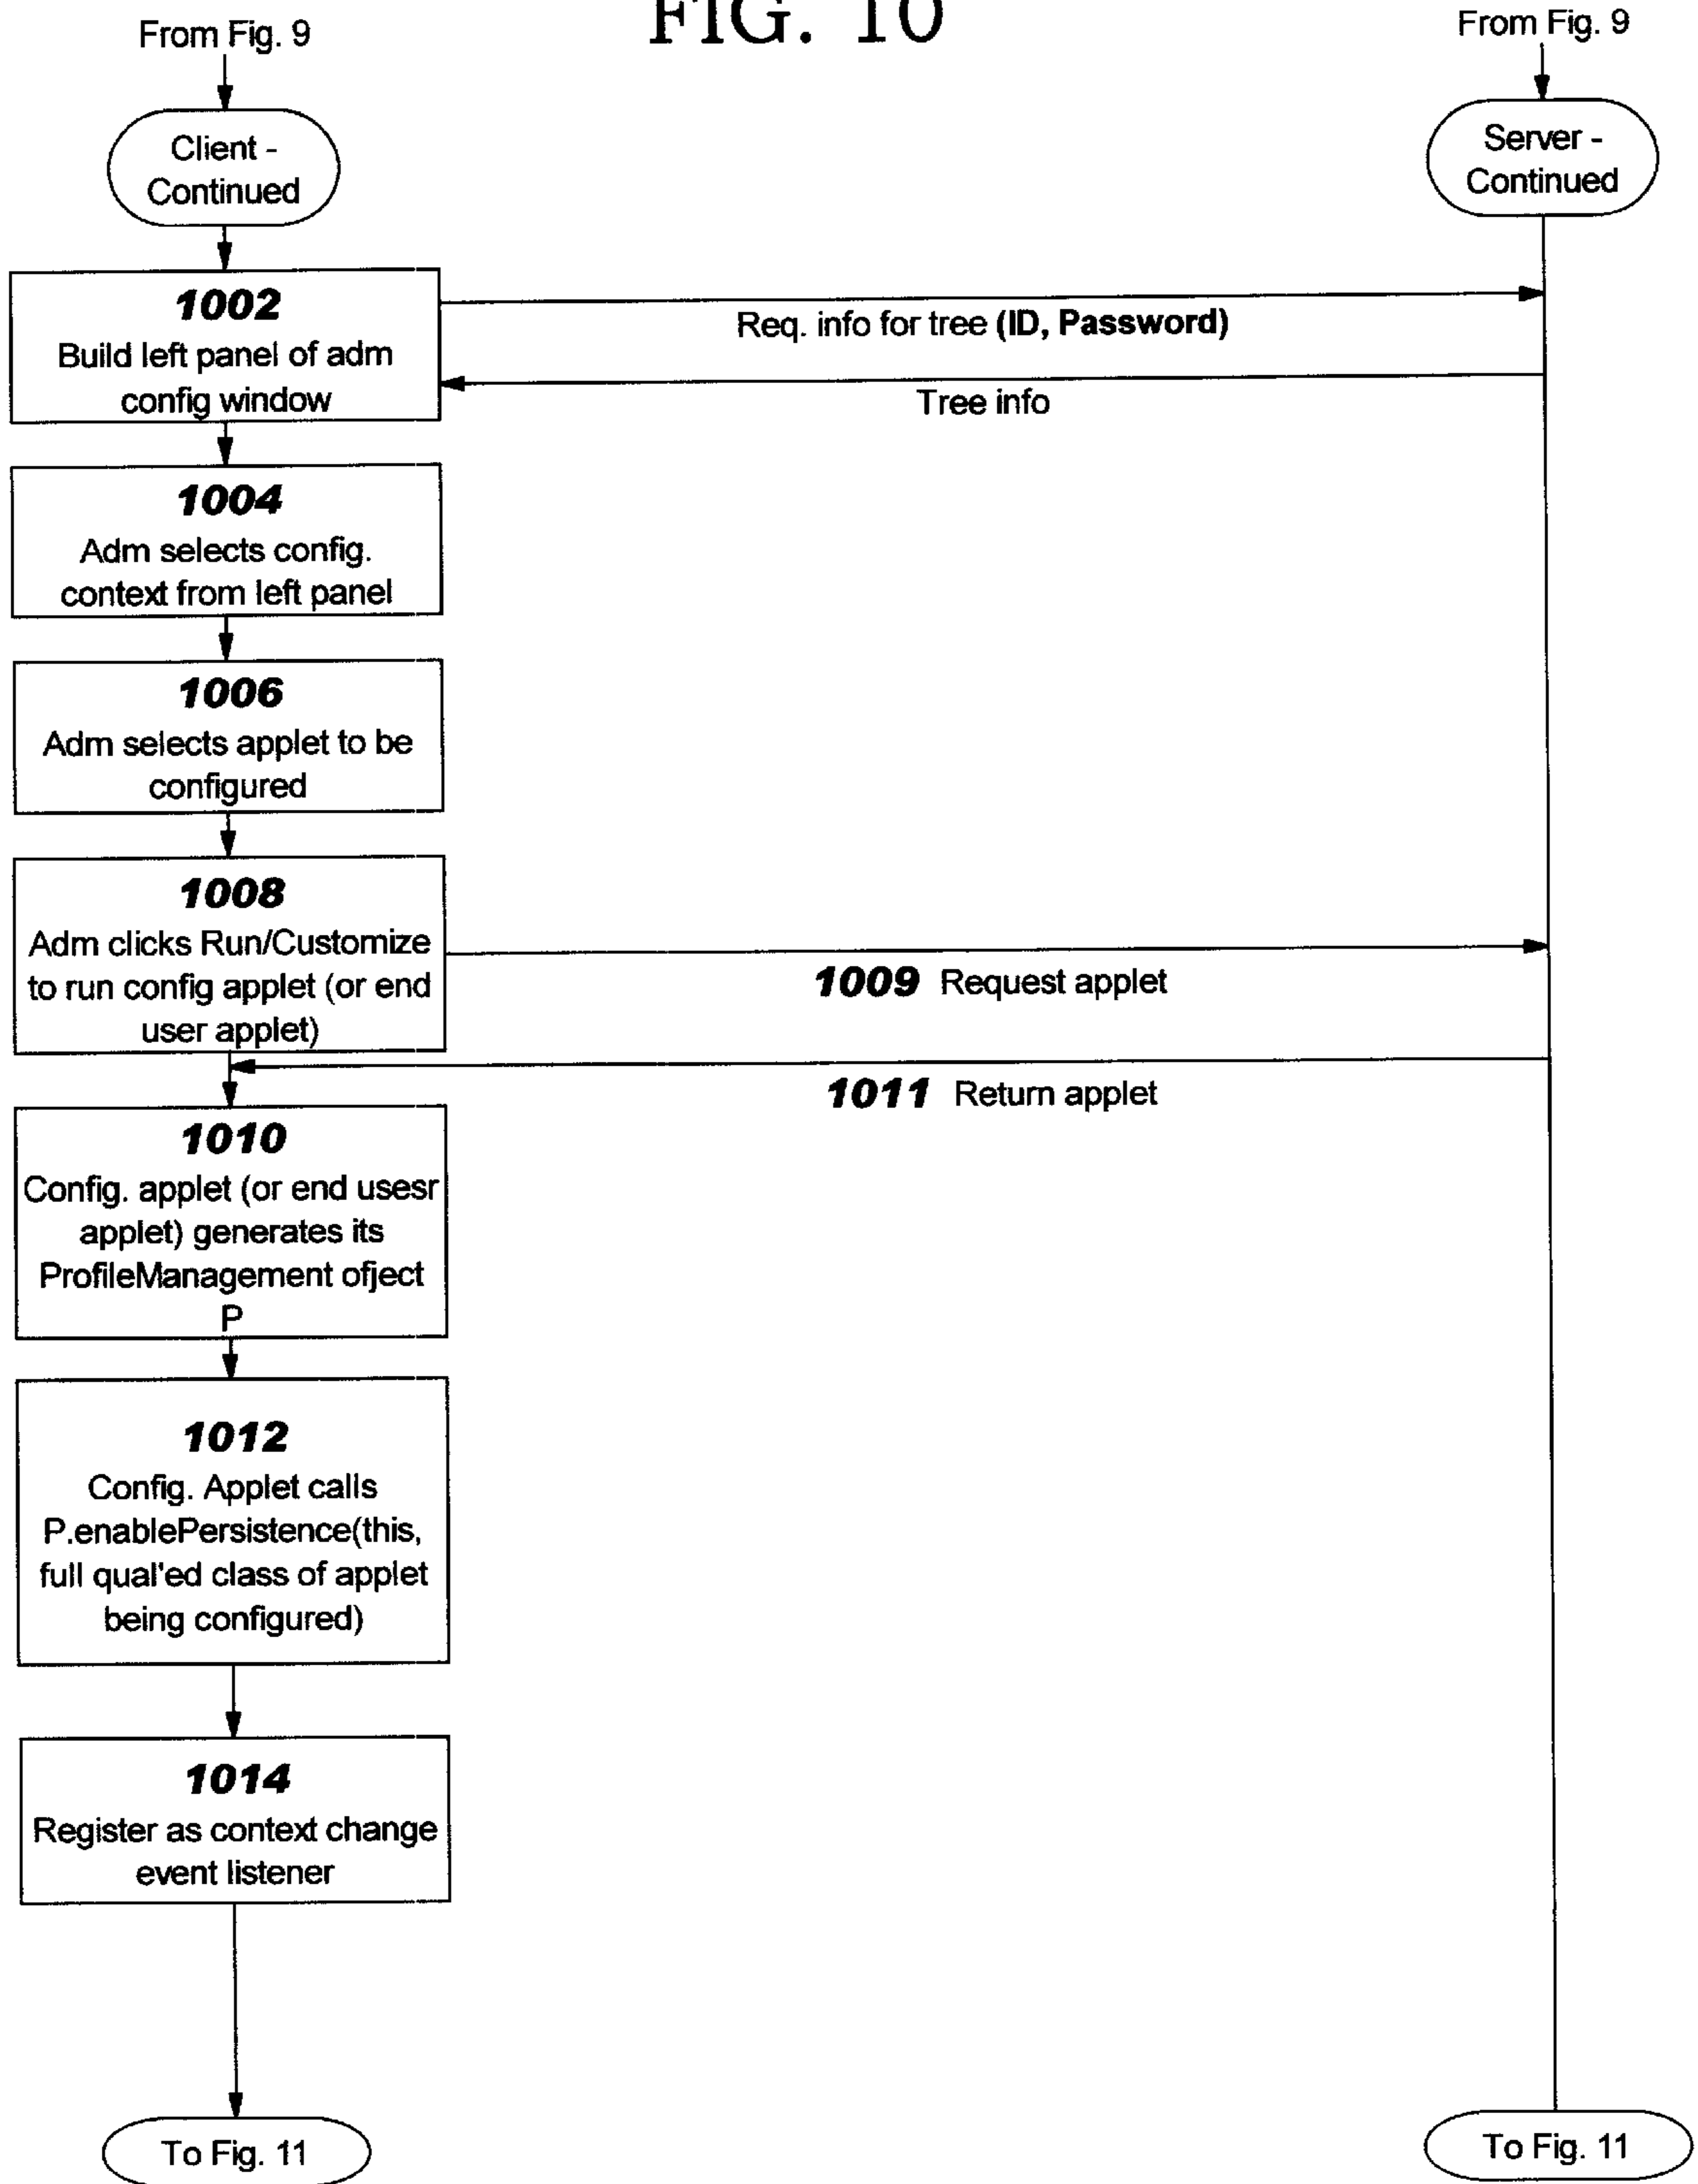 FIG. 10
From Fig. 9
From Fig. 9
Client -
Continued
Server -
Continued
1002
Build left panel of adm
config window
Req. info for tree (ID, Password)
Tree info
1004
Adm selects config.
context from left panel
1006
Adm selects applet to be
configured
1008
Adm clicks Run/Customize
to run config applet (or end
user applet)
1009 Request applet
1011 Return applet
1010
Config. applet (or end usesr
applet) generates its
ProfileManagement ofject
P
1012
Config. Applet calls
P.enablePersistence(this,
full qual'ed class of applet
being configured)
1014
Register as context change
event listener
To Fig. 11
To Fig. 11